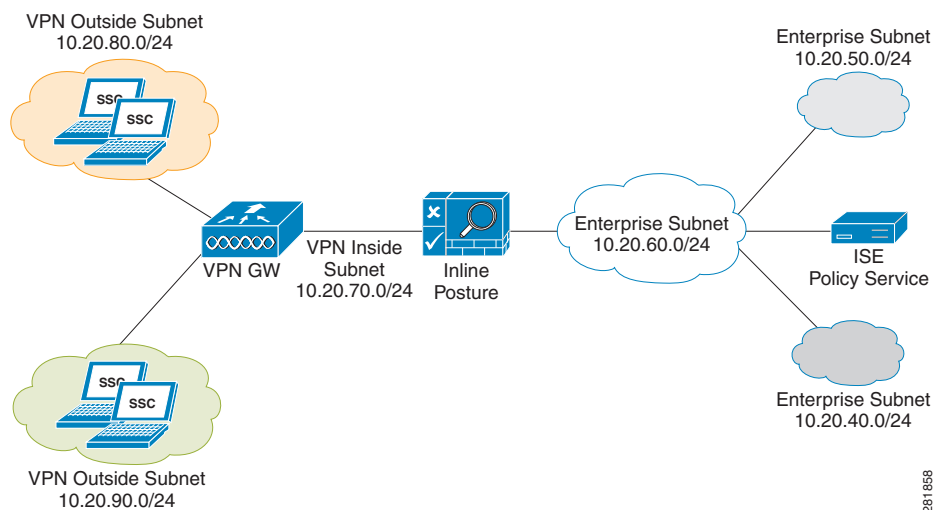 VPN Outside Subnet
10.20.80.0/24
SSC
SSC
Enterprise Subnet
10.20.50.0/24
VPN GW
VPN Inside
Subnet
10.20.70.0/24
Inline
Posture
Enterprise Subnet
10.20.60.0/24
ISE
Policy Service
SSC
SSC
VPN Outside Subnet
10.20.90.0/24
Enterprise Subnet
10.20.40.0/24
281858